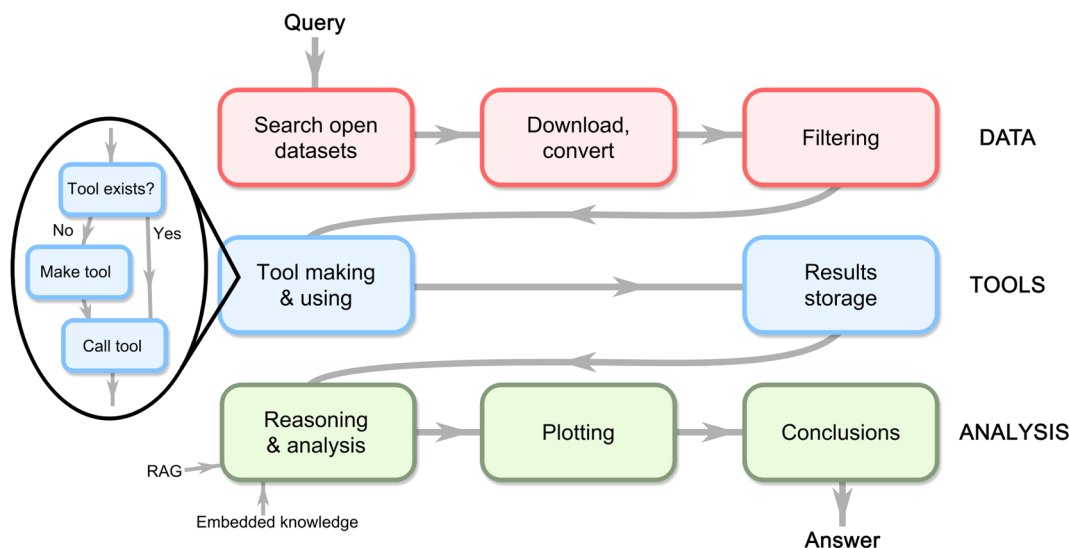 Query
Search open
datasets
Download,
convert
Filtering
DATA
Tool exists?
No
Yes
Make tool
Call tool
Tool making
& using
Results
storage
TOOLS
Reasoning
& analysis
Plotting
Conclusions
ANALYSIS
RAG
Embedded knowledge
Answer